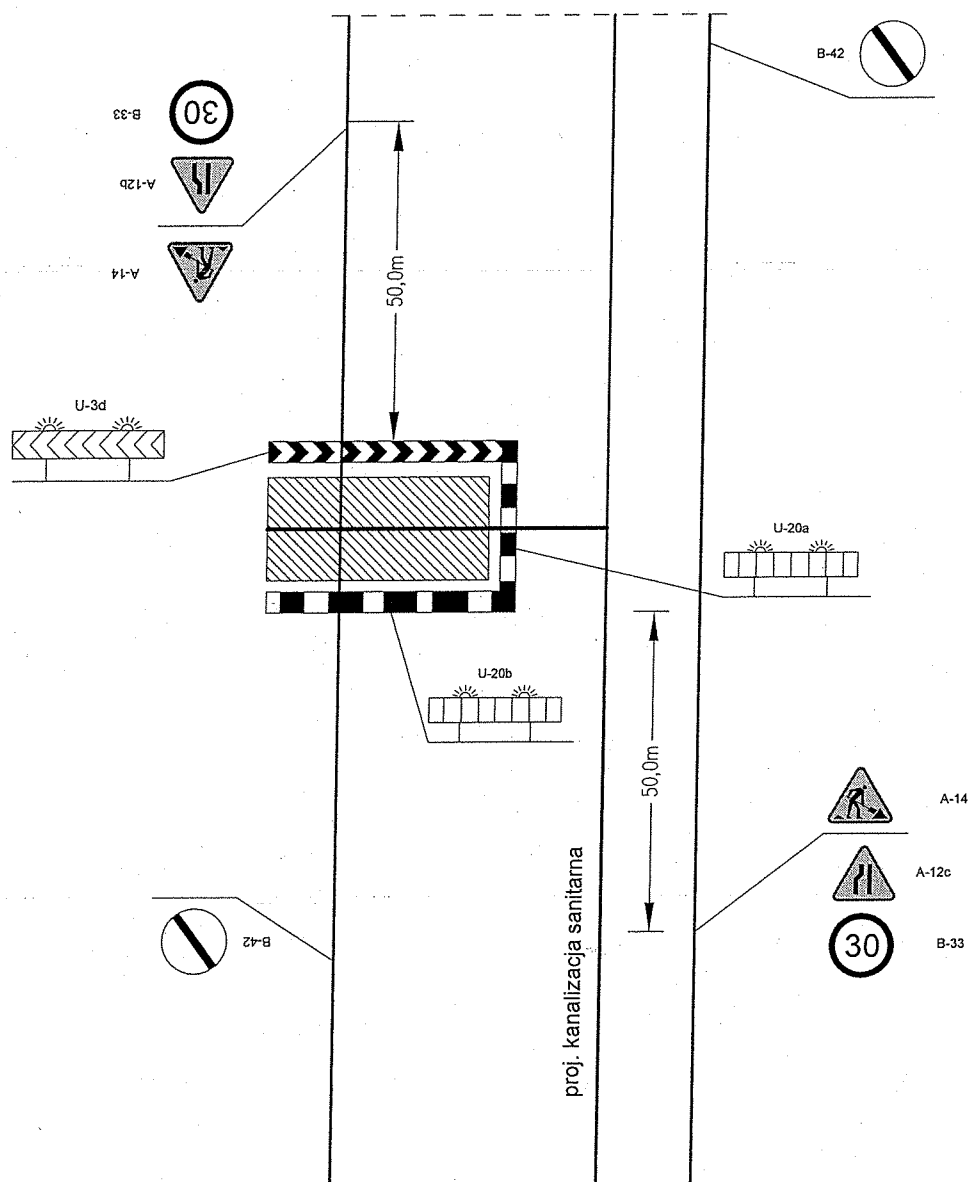 B-42
B-33
30
A-12b
A-14
50,0m
U-3d
U-20a
U-20b
50,0m
A-14
A-12c
B-33
30
B-42
proj. kanalizacja sanitarna